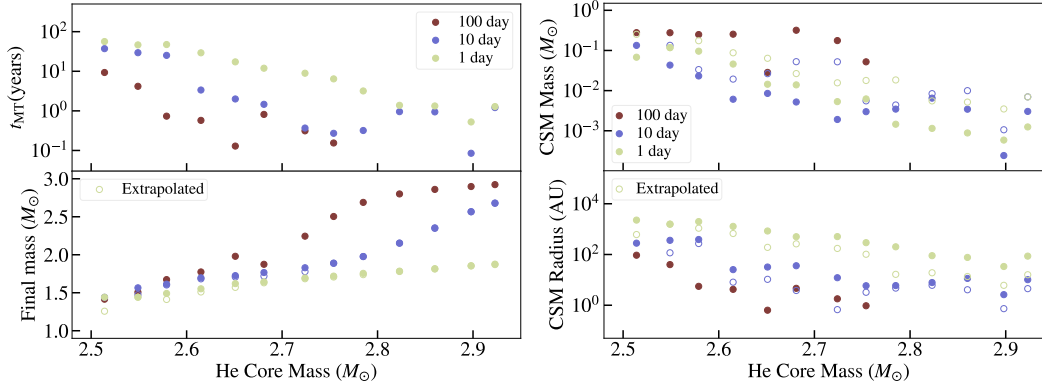 10²
10¹
10⁰
10⁻¹
t_MT(years)
100 day
10 day
1 day
3.0
2.5
2.0
1.5
1.0
Final mass (M☉)
Extrapolated
2.5 2.6 2.7 2.8 2.9
He Core Mass (M☉)
10⁰
10⁻¹
10⁻²
10⁻³
CSM Mass (M☉)
100 day
10 day
1 day
10⁴
10²
10⁰
CSM Radius (AU)
Extrapolated
2.5 2.6 2.7 2.8 2.9
He Core Mass (M☉)